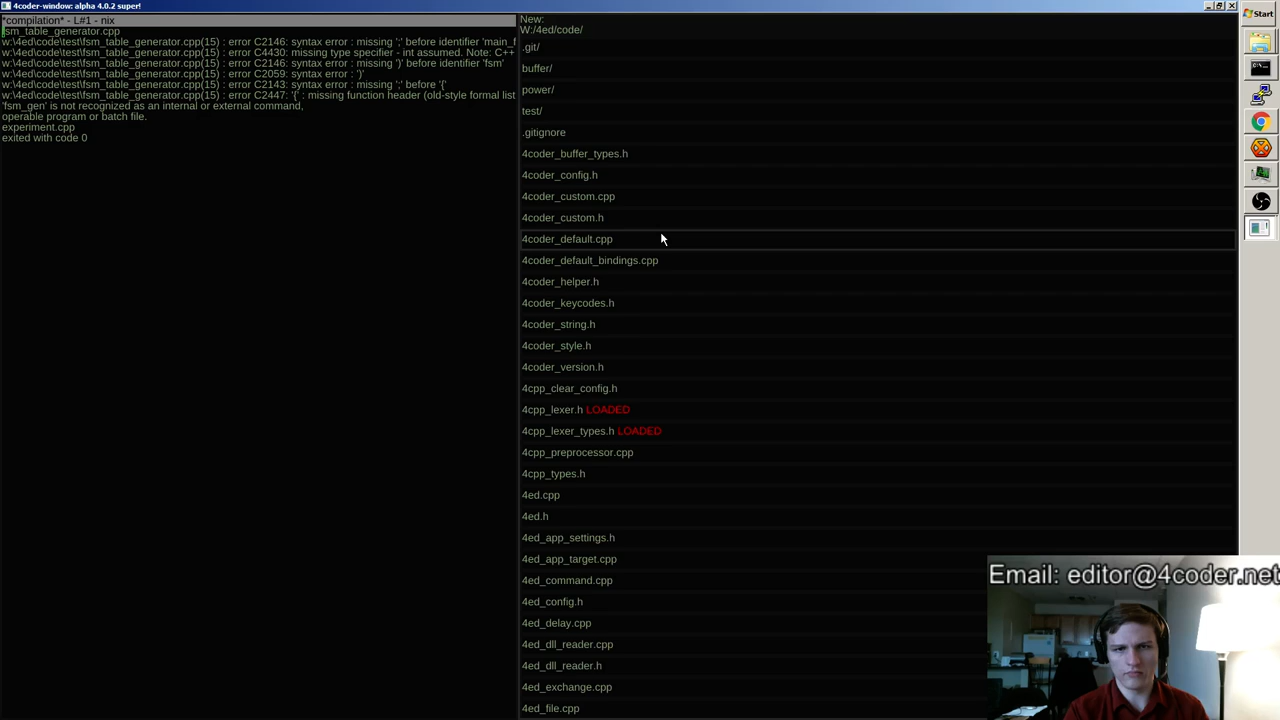 4coder-window: alpha 4.0.2 super!
*compilation* - L#1 - nix
fsm_table_generator.cpp
w:\4ed\code\test\fsm_table_generator.cpp(15) : error C2146: syntax error : missing ';' before identifier 'main_f
w:\4ed\code\test\fsm_table_generator.cpp(15) : error C4430: missing type specifier - int assumed. Note: C++
w:\4ed\code\test\fsm_table_generator.cpp(15) : error C2146: syntax error : missing ')' before identifier 'fsm'
w:\4ed\code\test\fsm_table_generator.cpp(15) : error C2059: syntax error : ')'
w:\4ed\code\test\fsm_table_generator.cpp(15) : error C2143: syntax error : missing ';' before '{'
w:\4ed\code\test\fsm_table_generator.cpp(15) : error C2447: '{' : missing function header (old-style formal list
'fsm_gen' is not recognized as an internal or external command,
operable program or batch file.
experiment.cpp
exited with code 0
New:
W:/4ed/code/
.git/
buffer/
power/
test/
.gitignore
4coder_buffer_types.h
4coder_config.h
4coder_custom.cpp
4coder_custom.h
4coder_default.cpp
4coder_default_bindings.cpp
4coder_helper.h
4coder_keycodes.h
4coder_string.h
4coder_style.h
4coder_version.h
4cpp_clear_config.h
4cpp_lexer.h LOADED
4cpp_lexer_types.h LOADED
4cpp_preprocessor.cpp
4cpp_types.h
4ed.cpp
4ed.h
4ed_app_settings.h
4ed_app_target.cpp
4ed_command.cpp
4ed_config.h
4ed_delay.cpp
4ed_dll_reader.cpp
4ed_dll_reader.h
4ed_exchange.cpp
4ed_file.cpp
Start
Email: editor@4coder.net